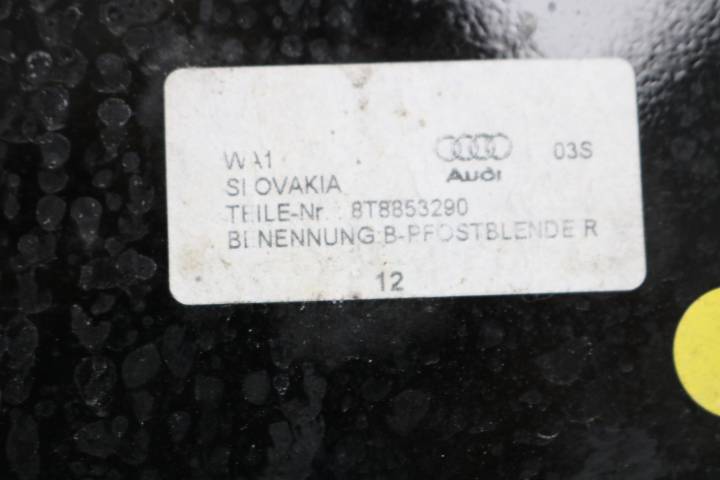 WA1
Audi
03S
SLOVAKIA
TEILE-Nr.: 8T8853290
BENENNUNG:B-PFOSTBLENDE R
12